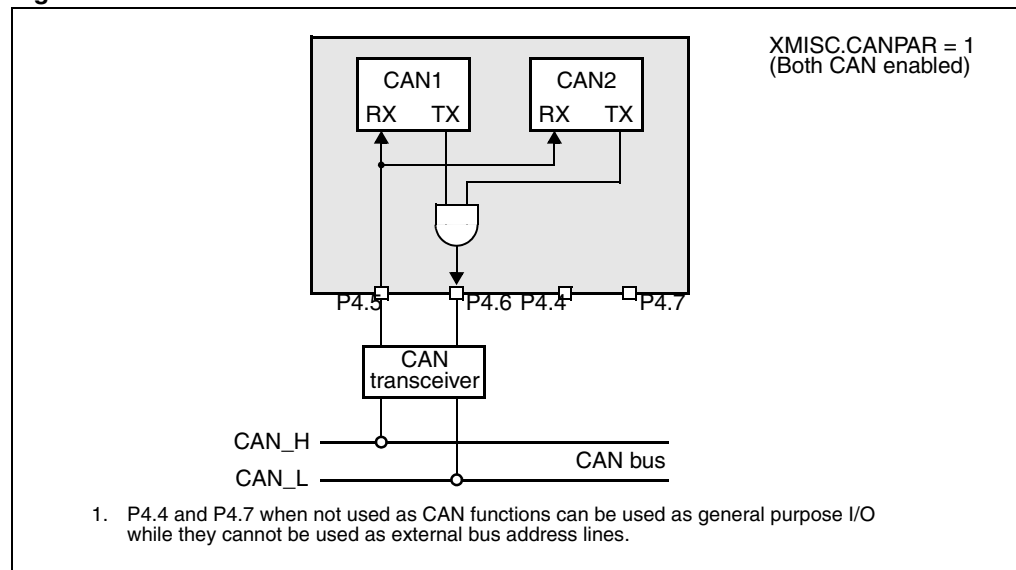 XMISC.CANPAR = 1
(Both CAN enabled)
CAN1
CAN2
RX TX
RX TX
P4.5
P4.6
P4.4
P4.7
CAN
transceiver
CAN_H
CAN bus
CAN_L
1. P4.4 and P4.7 when not used as CAN functions can be used as general purpose I/O
while they cannot be used as external bus address lines.